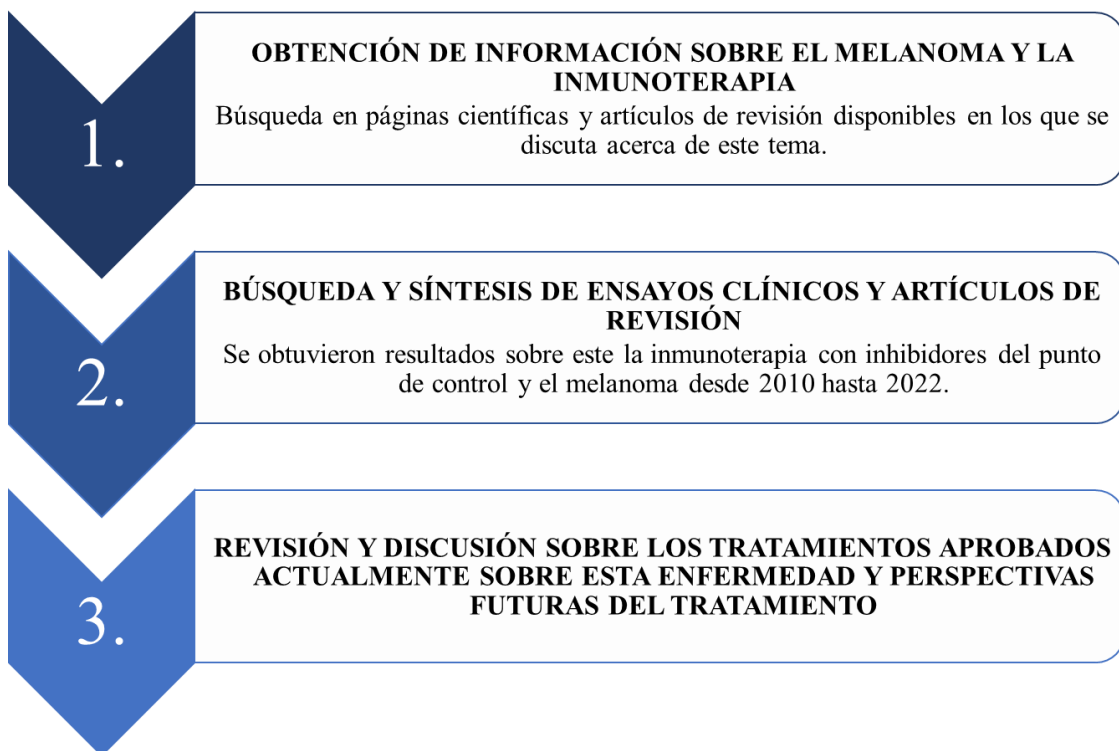 1.
OBTENCIÓN DE INFORMACIÓN SOBRE EL MELANOMA Y LA
INMUNOTERAPIA
Búsqueda en páginas científicas y artículos de revisión disponibles en los que se
discuta acerca de este tema.
2.
BÚSQUEDA Y SÍNTESIS DE ENSAYOS CLÍNICOS Y ARTÍCULOS DE
REVISIÓN
Se obtuvieron resultados sobre este la inmunoterapia con inhibidores del punto
de control y el melanoma desde 2010 hasta 2022.
3.
REVISIÓN Y DISCUSIÓN SOBRE LOS TRATAMIENTOS APROBADOS
ACTUALMENTE SOBRE ESTA ENFERMEDAD Y PERSPECTIVAS
FUTURAS DEL TRATAMIENTO